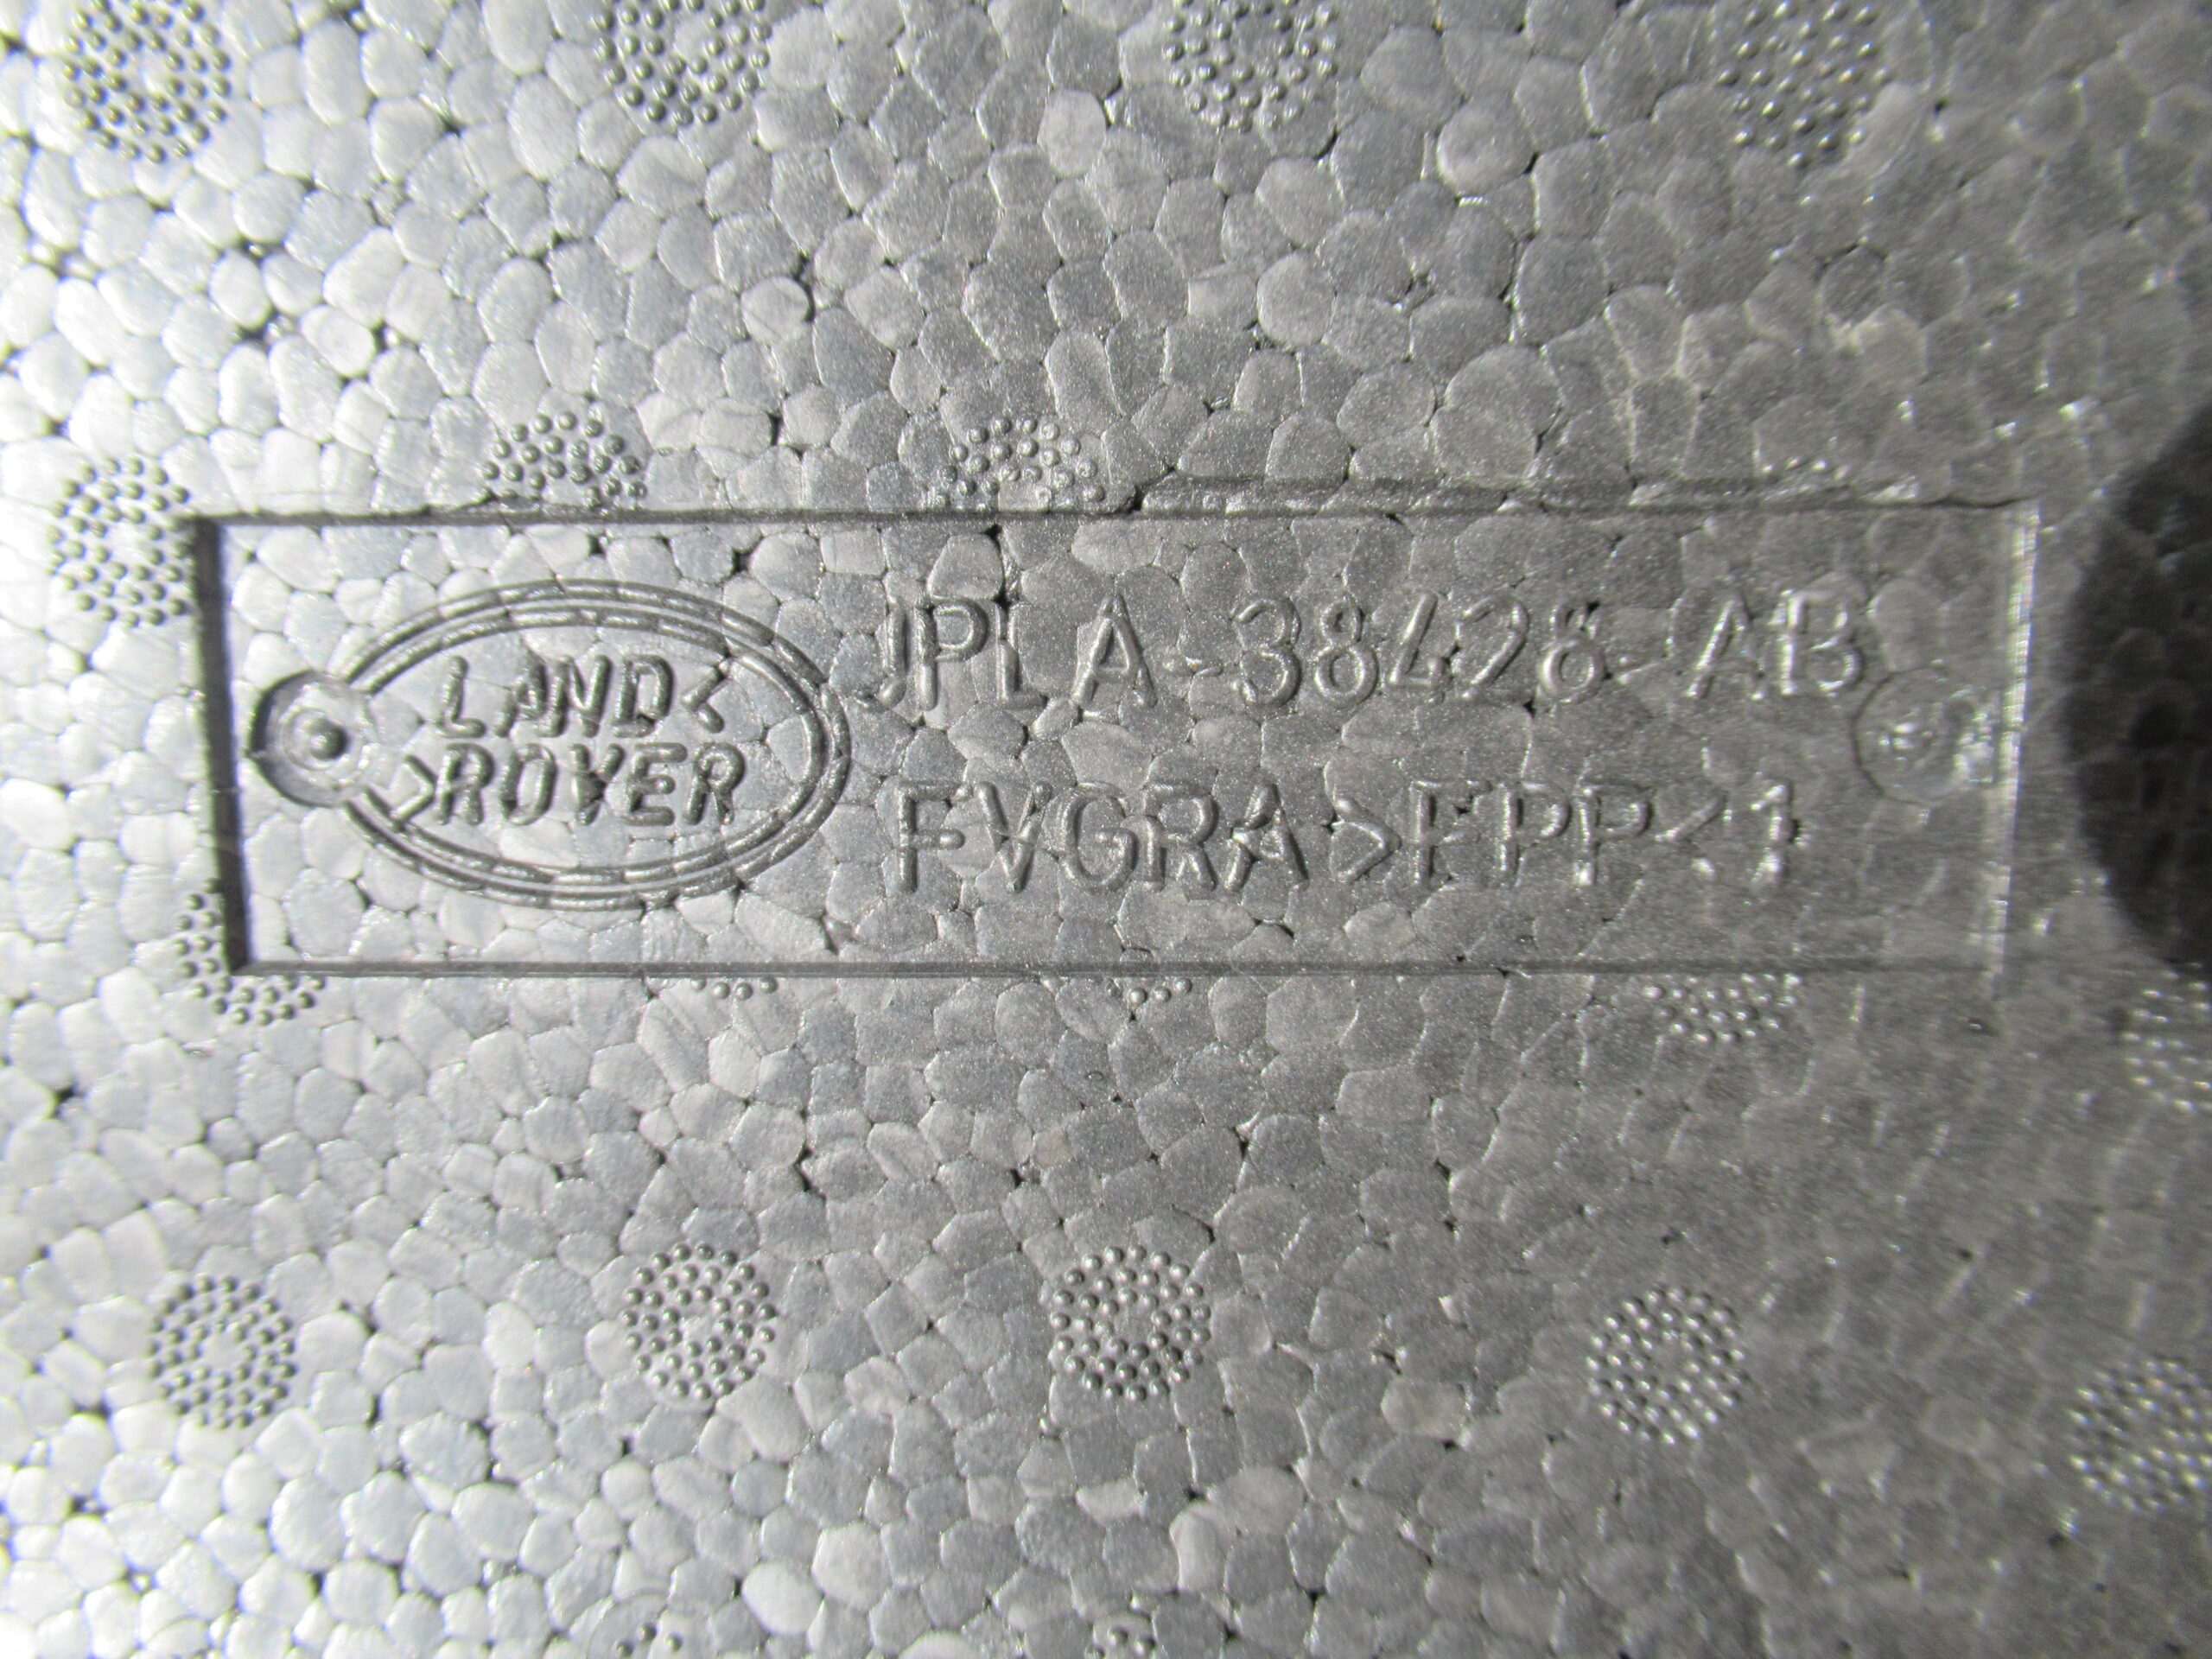 LAND
ROVER
JPLA-38428-AB
FVGRA>EPP<1